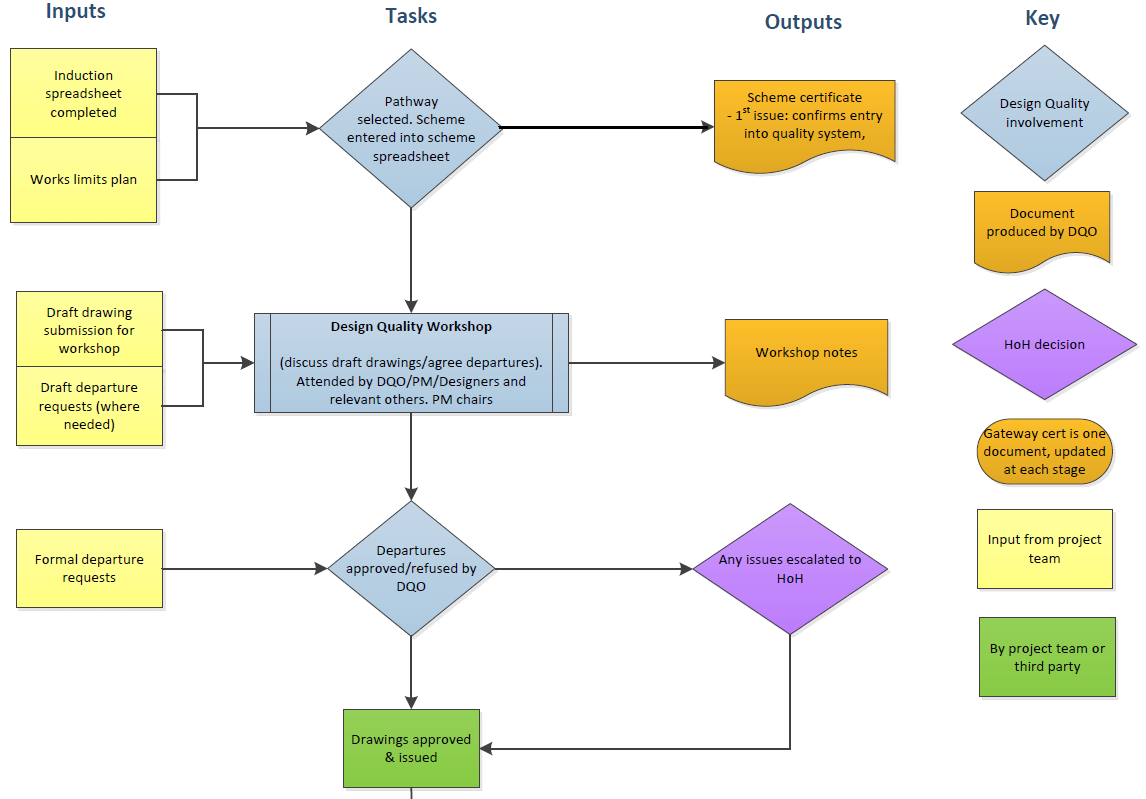 Inputs
Tasks
Outputs
Key
Induction
spreadsheet
completed
Works limits plan
Pathway
selected. Scheme
entered into scheme
spreadsheet
Scheme certificate
- 1st issue: confirms entry
into quality system,
Design Quality
involvement
Document
produced by DQO
Draft drawing
submission for
workshop
Draft departure
requests (where
needed)
Design Quality Workshop
(discuss draft drawings/agree departures).
Attended by DQO/PM/Designers and
relevant others. PM chairs
Workshop notes
HoH decision
Gateway cert is one
document, updated
at each stage
Formal departure
requests
Departures
approved/refused by
DQO
Any issues escalated to
HoH
Input from project
team
By project team or
third party
Drawings approved
& issued